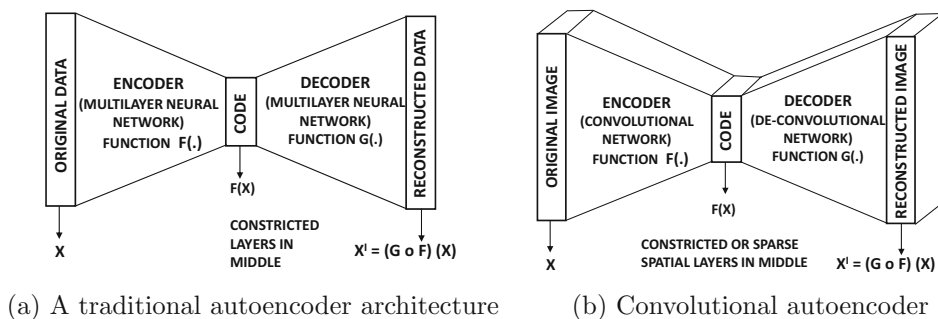 ORIGINAL DATA
ENCODER
(MULTILAYER NEURAL
NETWORK)
FUNCTION F(.)
CODE
DECODER
(MULTILAYER NEURAL
NETWORK)
FUNCTION G(.)
RECONSTRUCTED DATA
F(X)
CONSTRICTED
LAYERS IN
MIDDLE
X
Xᴵ = (G o F) (X)
(a) A traditional autoencoder architecture
ORIGINAL IMAGE
ENCODER
(CONVOLUTIONAL
NETWORK)
FUNCTION F(.)
CODE
DECODER
(DE-CONVOLUTIONAL
NETWORK)
FUNCTION G(.)
RECONSTRUCTED IMAGE
F(X)
CONSTRICTED OR SPARSE
SPATIAL LAYERS IN MIDDLE
X
Xᴵ = (G o F) (X)
(b) Convolutional autoencoder